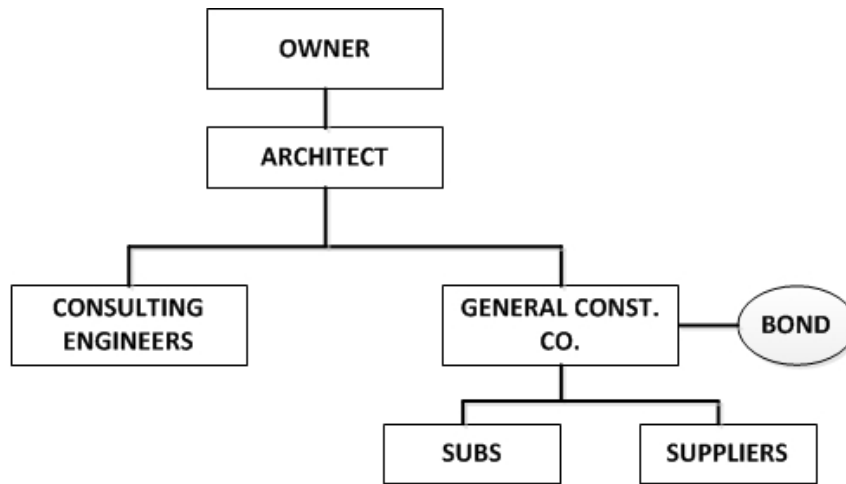 OWNER
ARCHITECT
CONSULTING
ENGINEERS
GENERAL CONST.
CO.
BOND
SUBS
SUPPLIERS